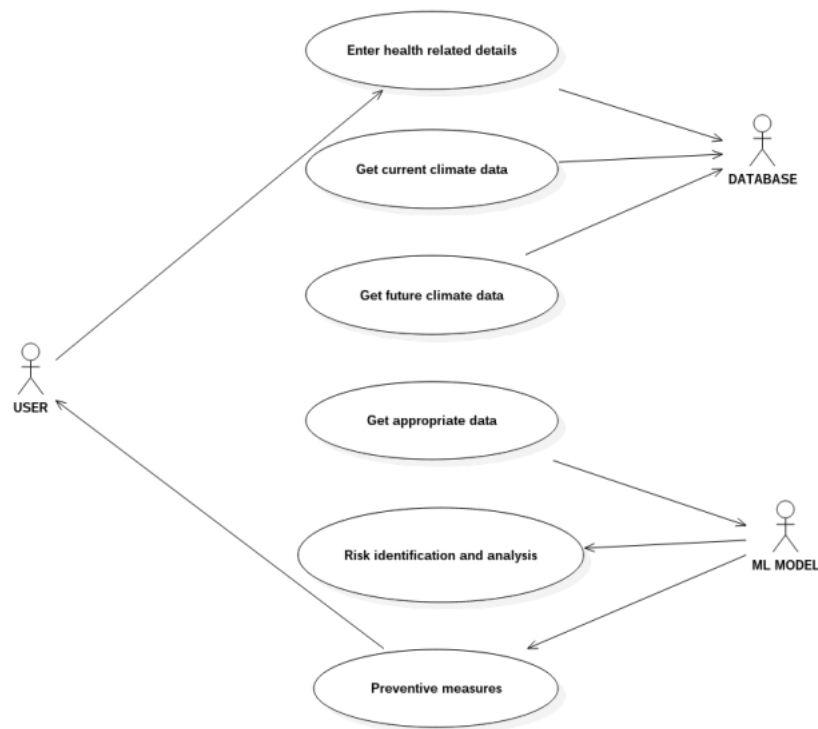 Enter health related details
Get current climate data
DATABASE
Get future climate data
USER
Get appropriate data
Risk identification and analysis
ML MODEL
Preventive measures